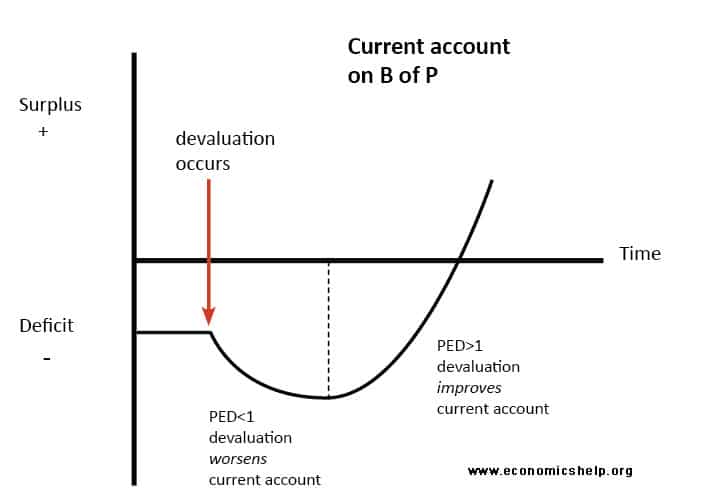 Current account
on B of P
Surplus
+
devaluation
occurs
Time
Deficit
-
PED>1
devaluation
improves
current account
PED<1
devaluation
worsens
current account
www.economicshelp.org